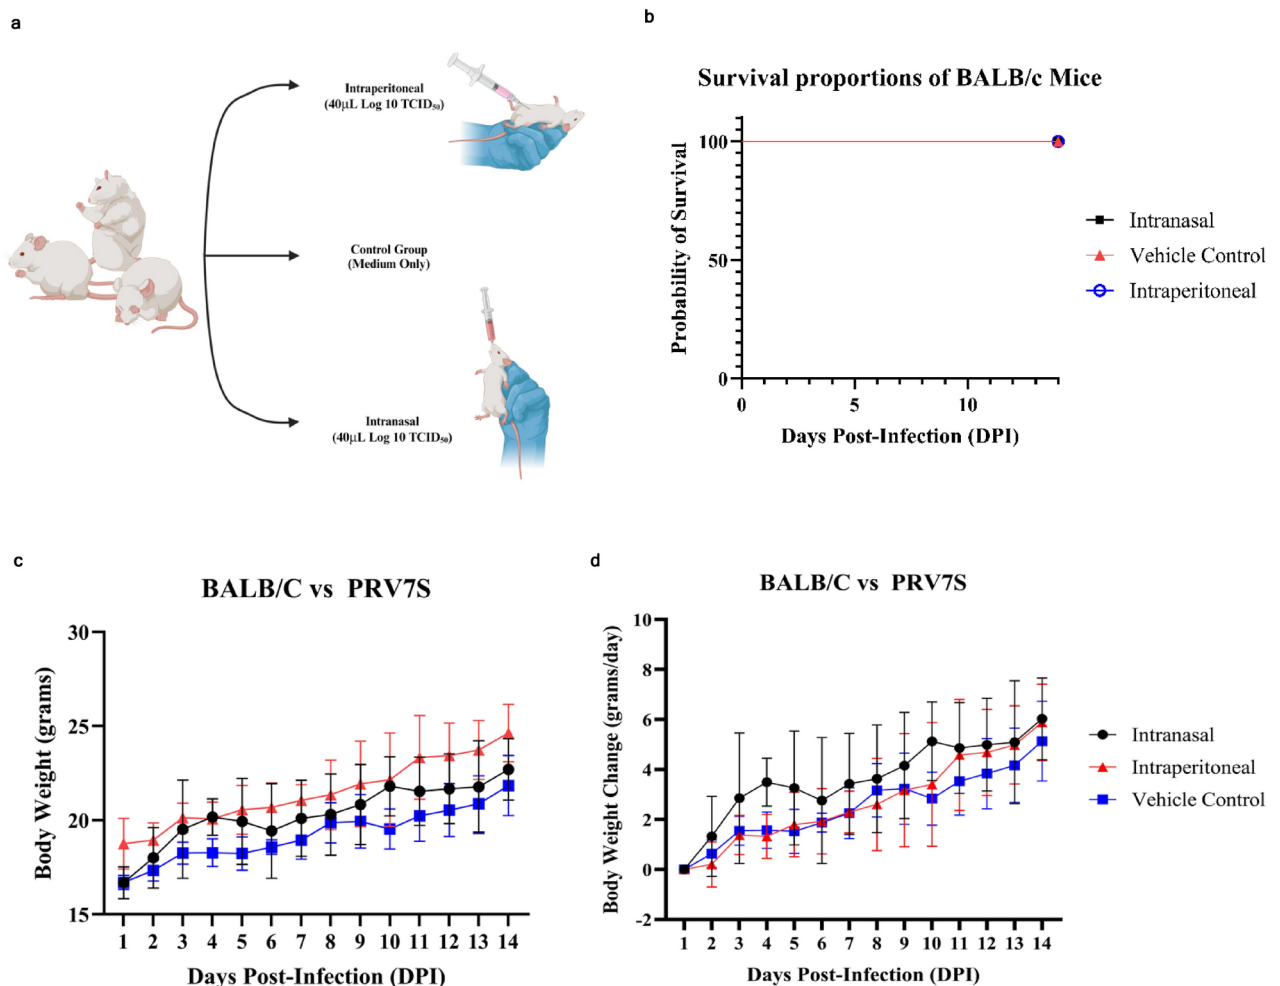 a
Intraperitoneal
(40µL Log 10 TCID₅₀)
Control Group
(Medium Only)
Intranasal
(40µL Log 10 TCID₅₀)
b
Survival proportions of BALB/c Mice
Probability of Survival
100
50
0
0 5 10
Days Post-Infection (DPI)
Intranasal
Vehicle Control
Intraperitoneal
c
BALB/C vs PRV7S
Body Weight (grams)
30
25
20
15
1 2 3 4 5 6 7 8 9 10 11 12 13 14
Days Post-Infection (DPI)
d
BALB/C vs PRV7S
Body Weight Change (grams/day)
10
8
6
4
2
0
-2
1 2 3 4 5 6 7 8 9 10 11 12 13 14
Days Post-Infection (DPI)
Intranasal
Intraperitoneal
Vehicle Control